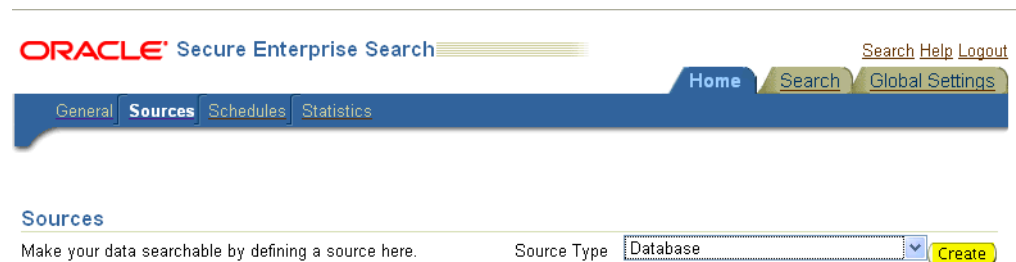 ORACLE Secure Enterprise Search
Search Help Logout
Home Search Global Settings
General Sources Schedules Statistics
Sources
Make your data searchable by defining a source here. Source Type Database Create